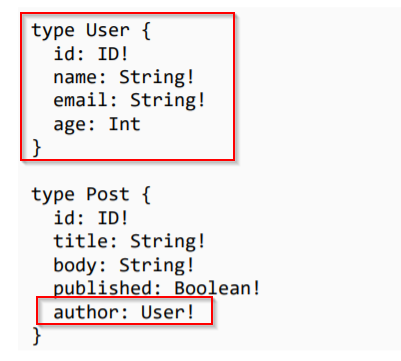 type User {
  id: ID!
  name: String!
  email: String!
  age: Int
}
type Post {
  id: ID!
  title: String!
  body: String!
  published: Boolean!
  author: User!
}